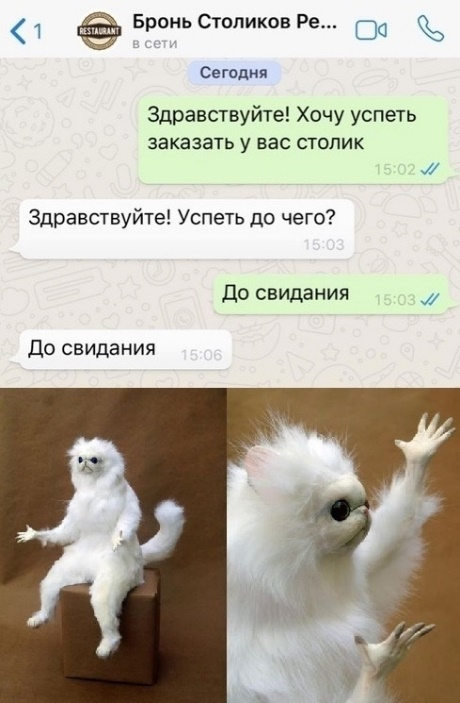 1
RESTAURANT
Бронь Столиков Ре...
в сети
Сегодня
Здравствуйте! Хочу успеть
заказать у вас столик
15:02
Здравствуйте! Успеть до чего?
15:03
До свидания
15:03
До свидания
15:06